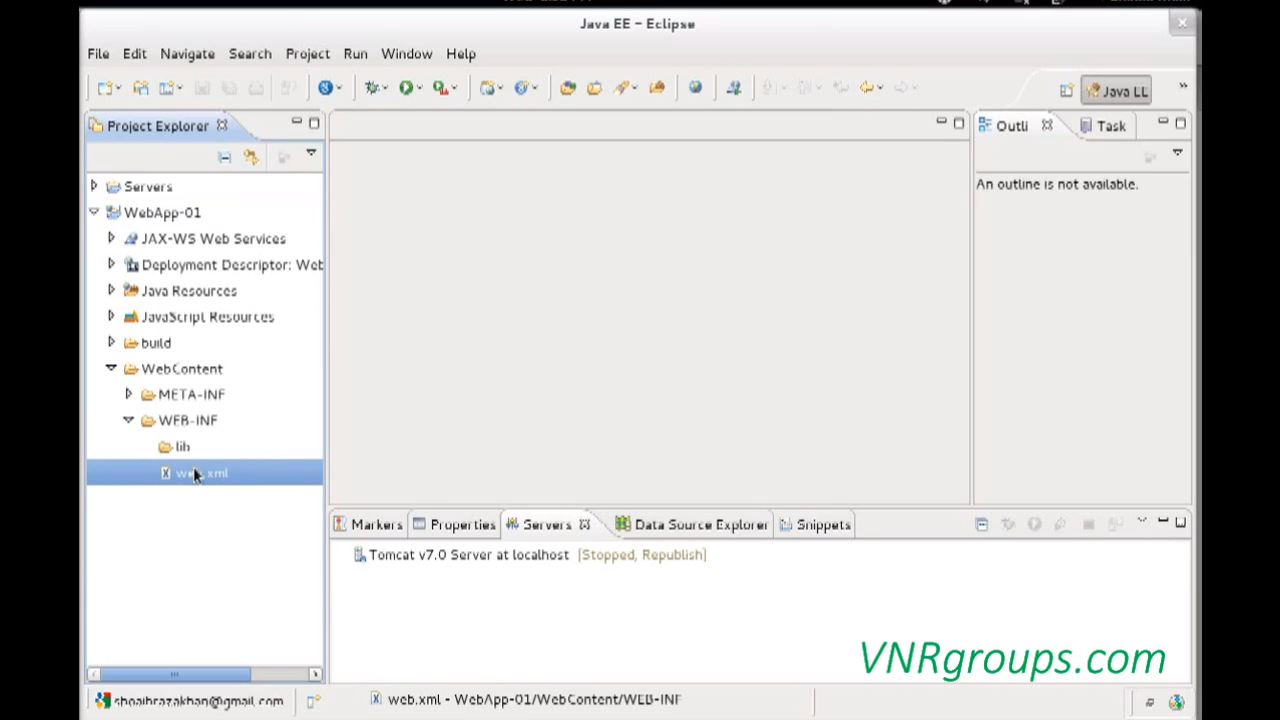 Java EE - Eclipse
File Edit Navigate Search Project Run Window Help
Java EE
Project Explorer
Outli
Task
Servers
An outline is not available.
WebApp-01
JAX-WS Web Services
Deployment Descriptor: Web
Java Resources
JavaScript Resources
build
WebContent
META-INF
WEB-INF
lib
web.xml
Markers Properties Servers Data Source Explorer Snippets
Tomcat v7.0 Server at localhost [Stopped, Republish]
VNRgroups.com
shoaibrazakhan@gmail.com
web.xml - WebApp-01/WebContent/WEB-INF